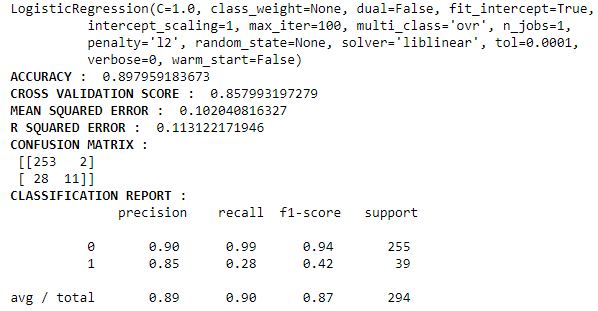 LogisticRegression(C=1.0, class_weight=None, dual=False, fit_intercept=True,
          intercept_scaling=1, max_iter=100, multi_class='ovr', n_jobs=1,
          penalty='l2', random_state=None, solver='liblinear', tol=0.0001,
          verbose=0, warm_start=False)
ACCURACY :  0.897959183673
CROSS VALIDATION SCORE :  0.857993197279
MEAN SQUARED ERROR :  0.102040816327
R SQUARED ERROR :  0.113122171946
CONFUSION MATRIX :
 [[253   2]
 [ 28  11]]
CLASSIFICATION REPORT :
             precision    recall  f1-score   support
          0       0.90      0.99      0.94       255
          1       0.85      0.28      0.42        39
avg / total       0.89      0.90      0.87       294